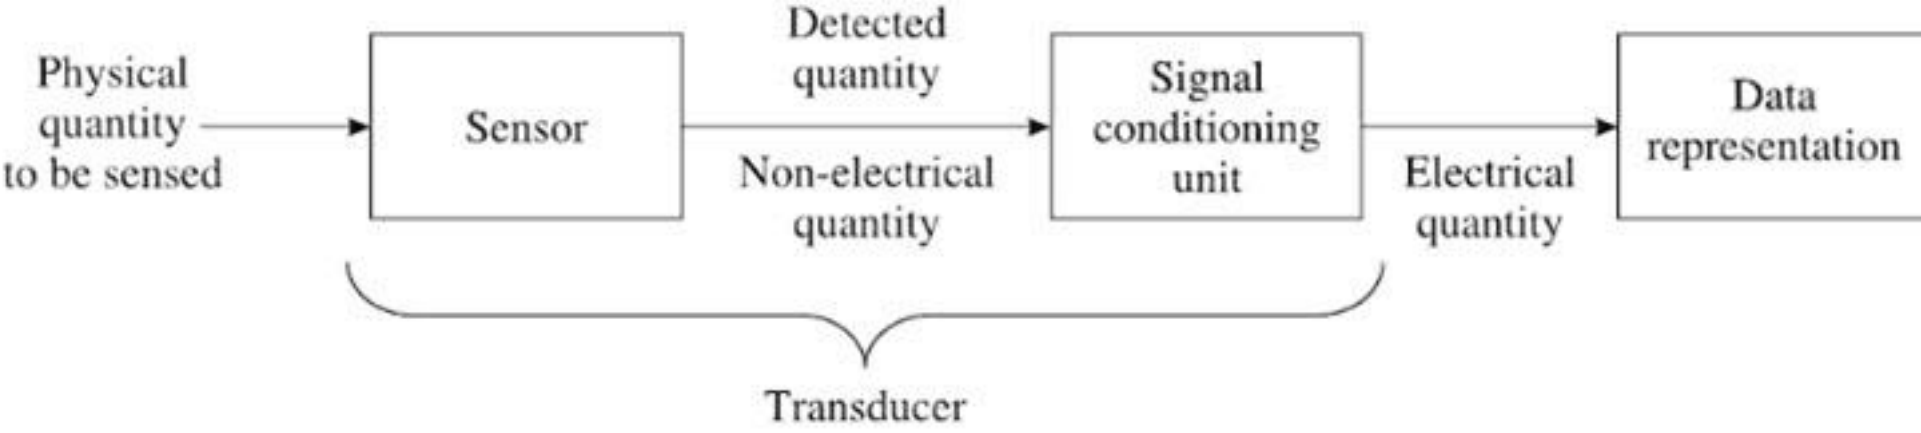 Physical
quantity
to be sensed
Sensor
Detected
quantity
Non-electrical
quantity
Signal
conditioning
unit
Electrical
quantity
Data
representation
Transducer